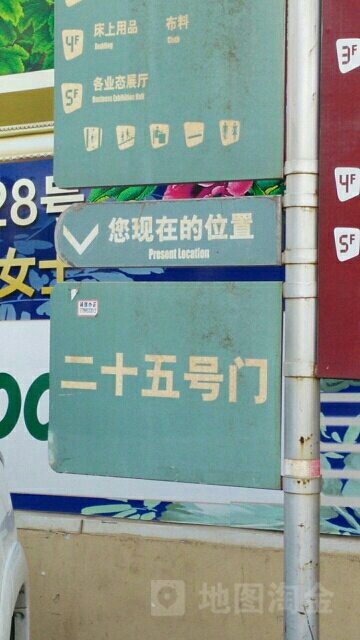 4F 床上用品 布料
Bedding Cloth
5F 各业态展厅
Business Exhibition Hall
您现在的位置
Present Location
二十五号门
3F
4F
5F
28号
女士
地图淘金